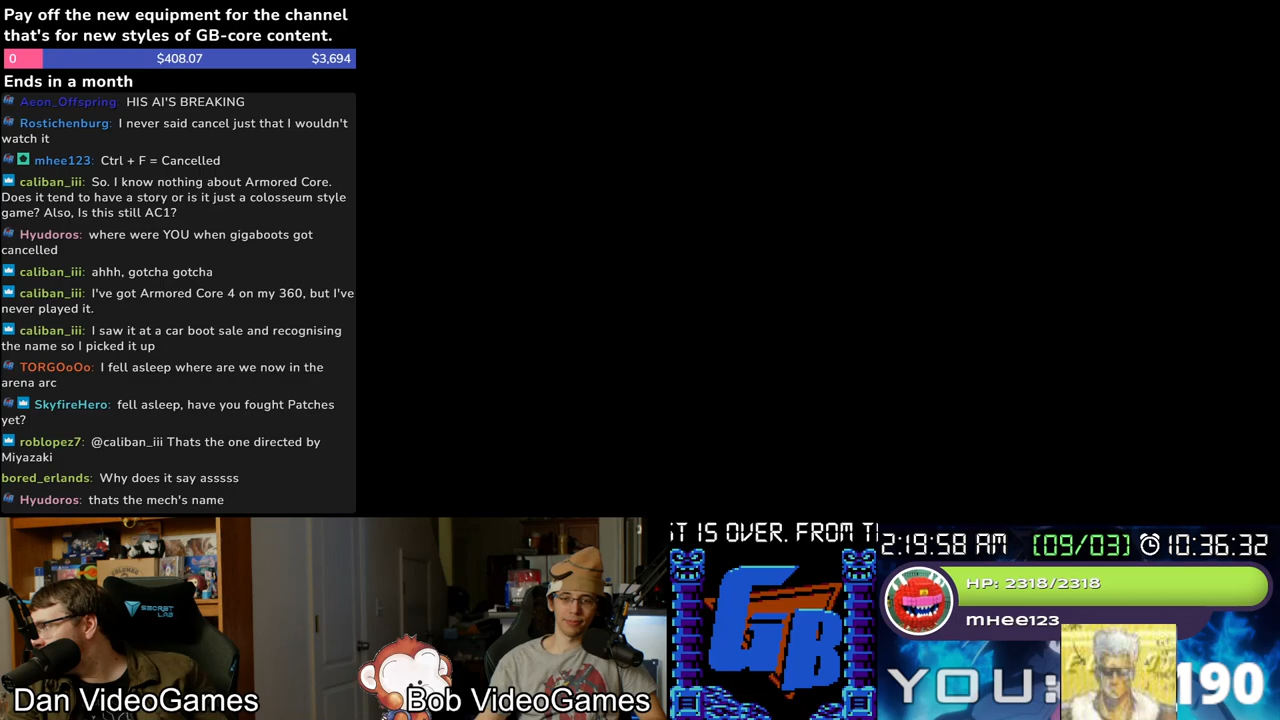 Pay off the new equipment for the channel
that's for new styles of GB-core content.
0 $408.07 $3,694
Ends in a month
Aeon_Offspring: HIS AI'S BREAKING
Rostichenburg: I never said cancel just that I wouldn't
watch it
mhee123: Ctrl + F = Cancelled
caliban_iii: So. I know nothing about Armored Core.
Does it tend to have a story or is it just a colosseum style
game? Also, Is this still AC1?
Hyudoros: where were YOU when gigaboots got
cancelled
caliban_iii: ahhh, gotcha gotcha
caliban_iii: I've got Armored Core 4 on my 360, but I've
never played it.
caliban_iii: I saw it at a car boot sale and recognising
the name so I picked it up
TORGOoOo: I fell asleep where are we now in the
arena arc
SkyfireHero: fell asleep, have you fought Patches
yet?
roblopez7: @caliban_iii Thats the one directed by
Miyazaki
bored_erlands: Why does it say asssss
Hyudoros: thats the mech's name
SECRET
LAB
Dan VideoGames
Bob VideoGames
ST IS OVER. FROM T
GB
2:19:58 AM [09/03] 10:36:32
HP: 2318/2318
mHee123
YOU: 190